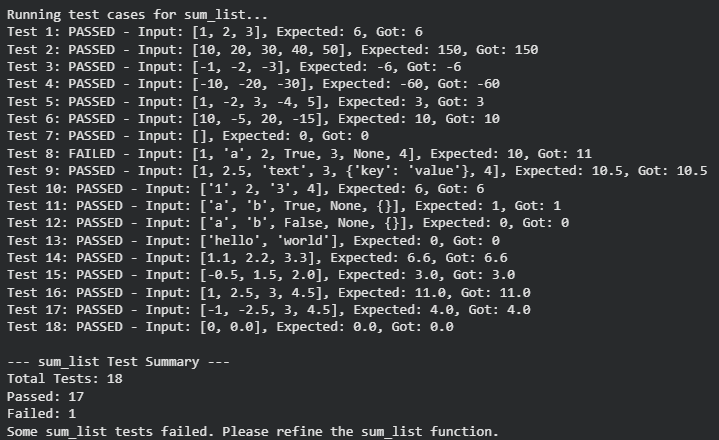 Running test cases for sum_list...
Test 1: PASSED - Input: [1, 2, 3], Expected: 6, Got: 6
Test 2: PASSED - Input: [10, 20, 30, 40, 50], Expected: 150, Got: 150
Test 3: PASSED - Input: [-1, -2, -3], Expected: -6, Got: -6
Test 4: PASSED - Input: [-10, -20, -30], Expected: -60, Got: -60
Test 5: PASSED - Input: [1, -2, 3, -4, 5], Expected: 3, Got: 3
Test 6: PASSED - Input: [10, -5, 20, -15], Expected: 10, Got: 10
Test 7: PASSED - Input: [], Expected: 0, Got: 0
Test 8: FAILED - Input: [1, 'a', 2, True, 3, None, 4], Expected: 10, Got: 11
Test 9: PASSED - Input: [1, 2.5, 'text', 3, {'key': 'value'}, 4], Expected: 10.5, Got: 10.5
Test 10: PASSED - Input: ['1', 2, '3', 4], Expected: 6, Got: 6
Test 11: PASSED - Input: ['a', 'b', True, None, {}], Expected: 1, Got: 1
Test 12: PASSED - Input: ['a', 'b', False, None, {}], Expected: 0, Got: 0
Test 13: PASSED - Input: ['hello', 'world'], Expected: 0, Got: 0
Test 14: PASSED - Input: [1.1, 2.2, 3.3], Expected: 6.6, Got: 6.6
Test 15: PASSED - Input: [-0.5, 1.5, 2.0], Expected: 3.0, Got: 3.0
Test 16: PASSED - Input: [1, 2.5, 3, 4.5], Expected: 11.0, Got: 11.0
Test 17: PASSED - Input: [-1, -2.5, 3, 4.5], Expected: 4.0, Got: 4.0
Test 18: PASSED - Input: [0, 0.0], Expected: 0.0, Got: 0.0
--- sum_list Test Summary ---
Total Tests: 18
Passed: 17
Failed: 1
Some sum_list tests failed. Please refine the sum_list function.